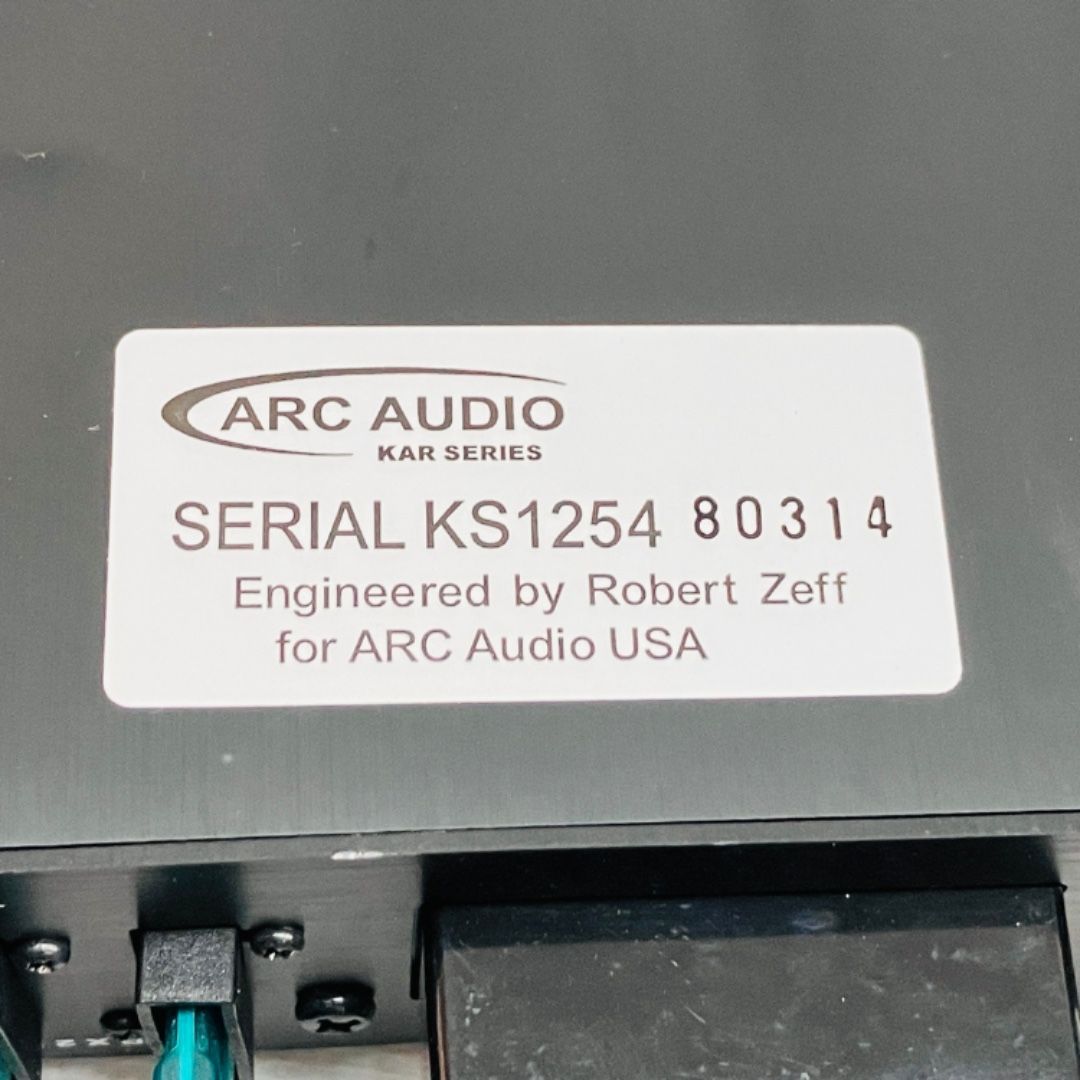 ARC AUDIO
KAR SERIES
SERIAL KS1254 80314
Engineered by Robert Zeff
for ARC Audio USA